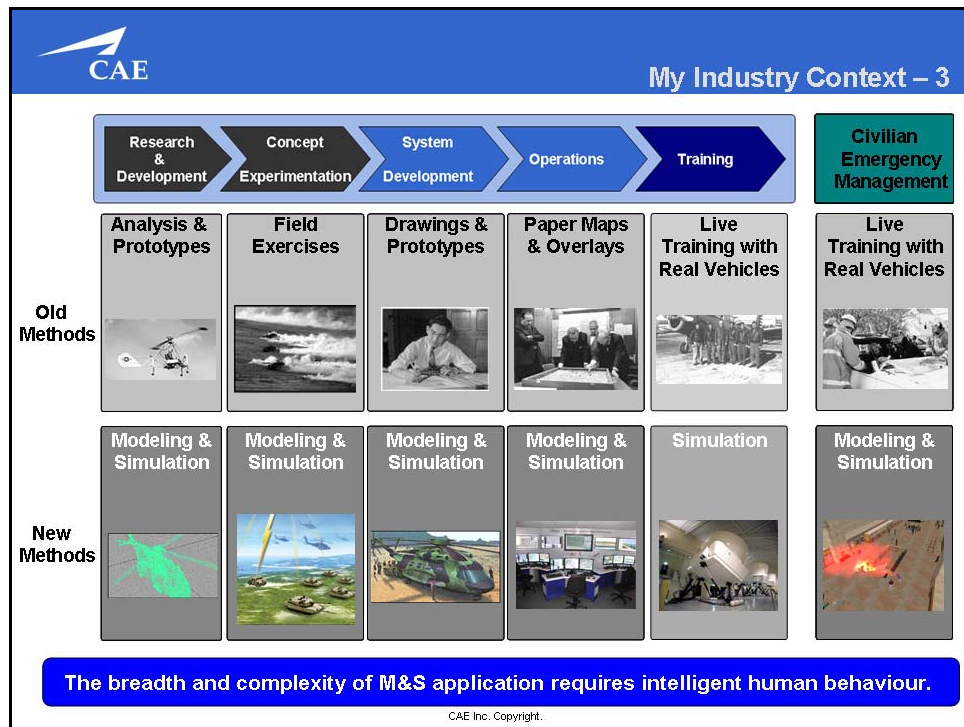 CAE
My Industry Context – 3
Research
&
Development
Concept
Experimentation
System
Development
Operations
Training
Civilian
Emergency
Management
Old
Methods
Analysis &
Prototypes
Field
Exercises
Drawings &
Prototypes
Paper Maps
& Overlays
Live
Training with
Real Vehicles
Live
Training with
Real Vehicles
New
Methods
Modeling &
Simulation
Modeling &
Simulation
Modeling &
Simulation
Modeling &
Simulation
Simulation
Modeling &
Simulation
The breadth and complexity of M&S application requires intelligent human behaviour.
CAE Inc. Copyright.